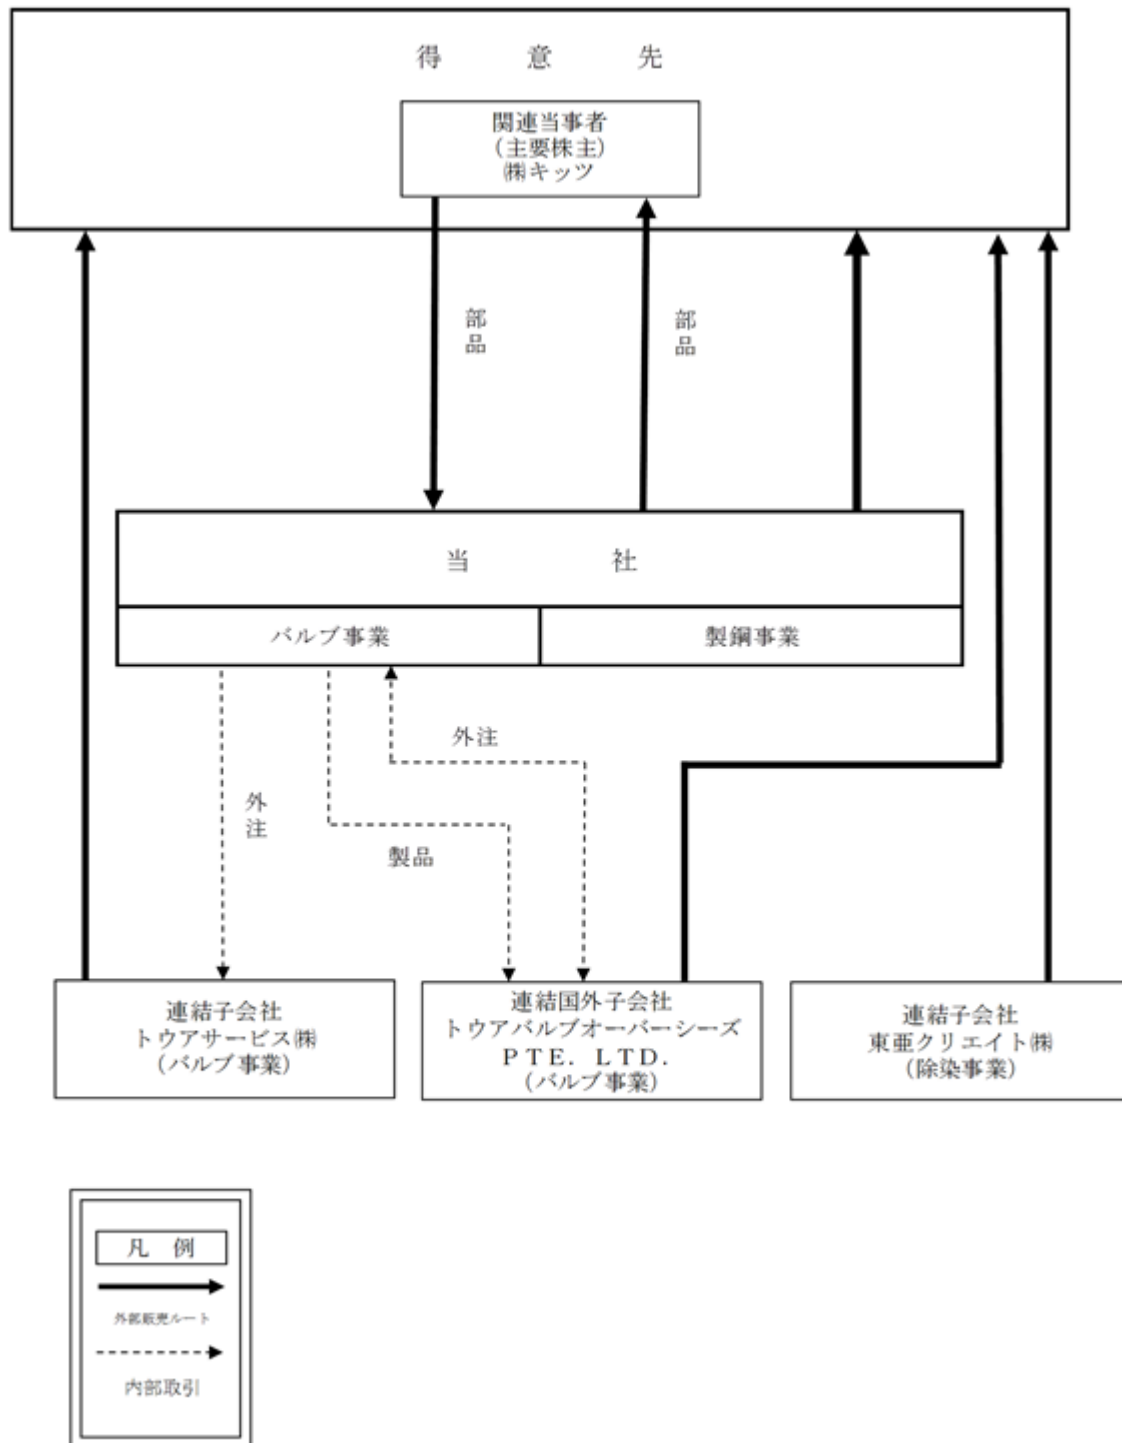 得意先
関連当事者
(主要株主)
㈱キッツ
部品
部品
当社
バルブ事業
製鋼事業
外注
外注
製品
連結子会社
トウアサービス㈱
(バルブ事業)
連結国外子会社
トウアバルブオーバーシーズ
ＰＴＥ．ＬＴＤ．
(バルブ事業)
連結子会社
東亜クリエイト㈱
(除染事業)
凡例
外部販売ルート
内部取引